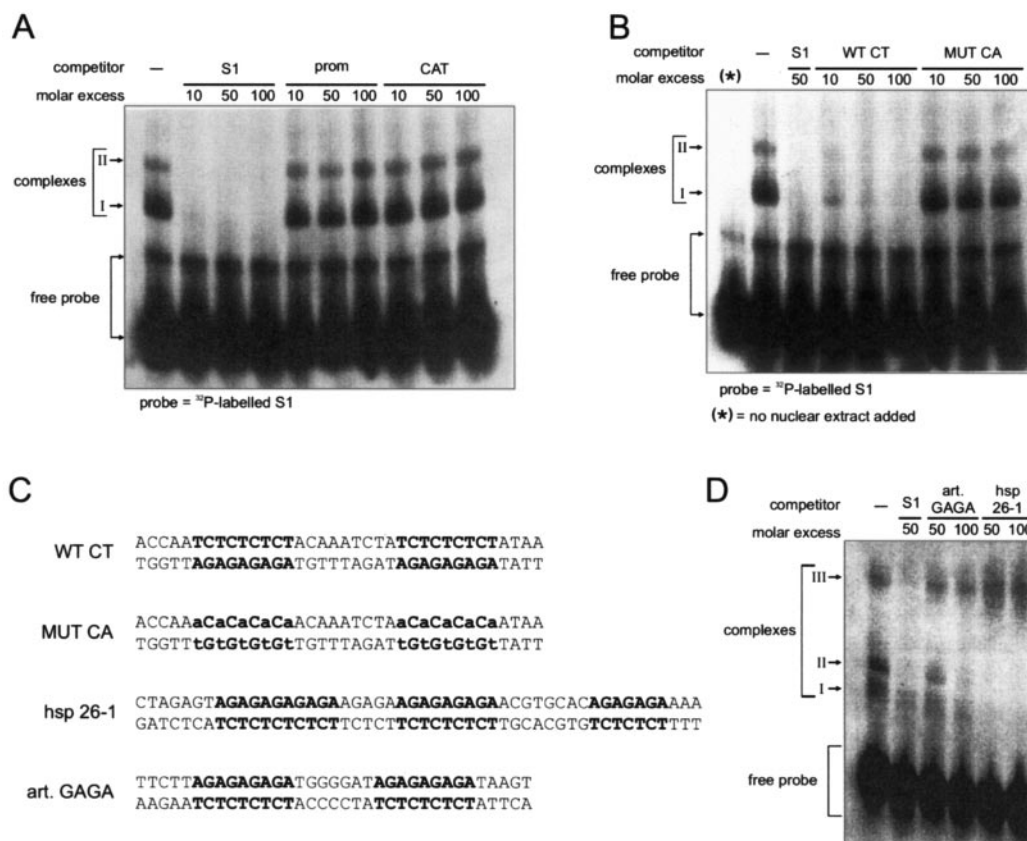 A
competitor — S1 prom CAT
molar excess 10 50 100 10 50 100 10 50 100
complexes II I
free probe
probe = ³²P-labelled S1
B
competitor — S1 WT CT MUT CA
molar excess (*) 50 10 50 100 10 50 100
complexes II I
free probe
probe = ³²P-labelled S1
(*) = no nuclear extract added
C
WT CT
ACCAATCTCTCTCTACAAATCTATCTCTCTCTATAA
TGGTTAGAGAGAGATGTTTAGATAGAGAGAGATATT
MUT CA
ACCAAaCaCaCaCaACAAATCTAaCaCaCaCaATAA
TGGTTtGtGtGtGtTGTTTAGATtGtGtGtGtTATT
hsp 26-1
CTAGAGTAGAGAGAGAGAAGAGAAGAGAGAGAACGTGCACAGAGAGAAAA
GATCTCATCTCTCTCTCTTCTCTTCTCTCTCTTGCACGTGTCTCTCTTTT
art. GAGA
TTCTTAGAGAGAGATGGGGATAGAGAGAGATAAGT
AAGAATCTCTCTCTACCCCTATCTCTCTCTATTCA
D
competitor — S1 art. GAGA hsp 26-1
molar excess 50 50 100 50 100
complexes III II I
free probe